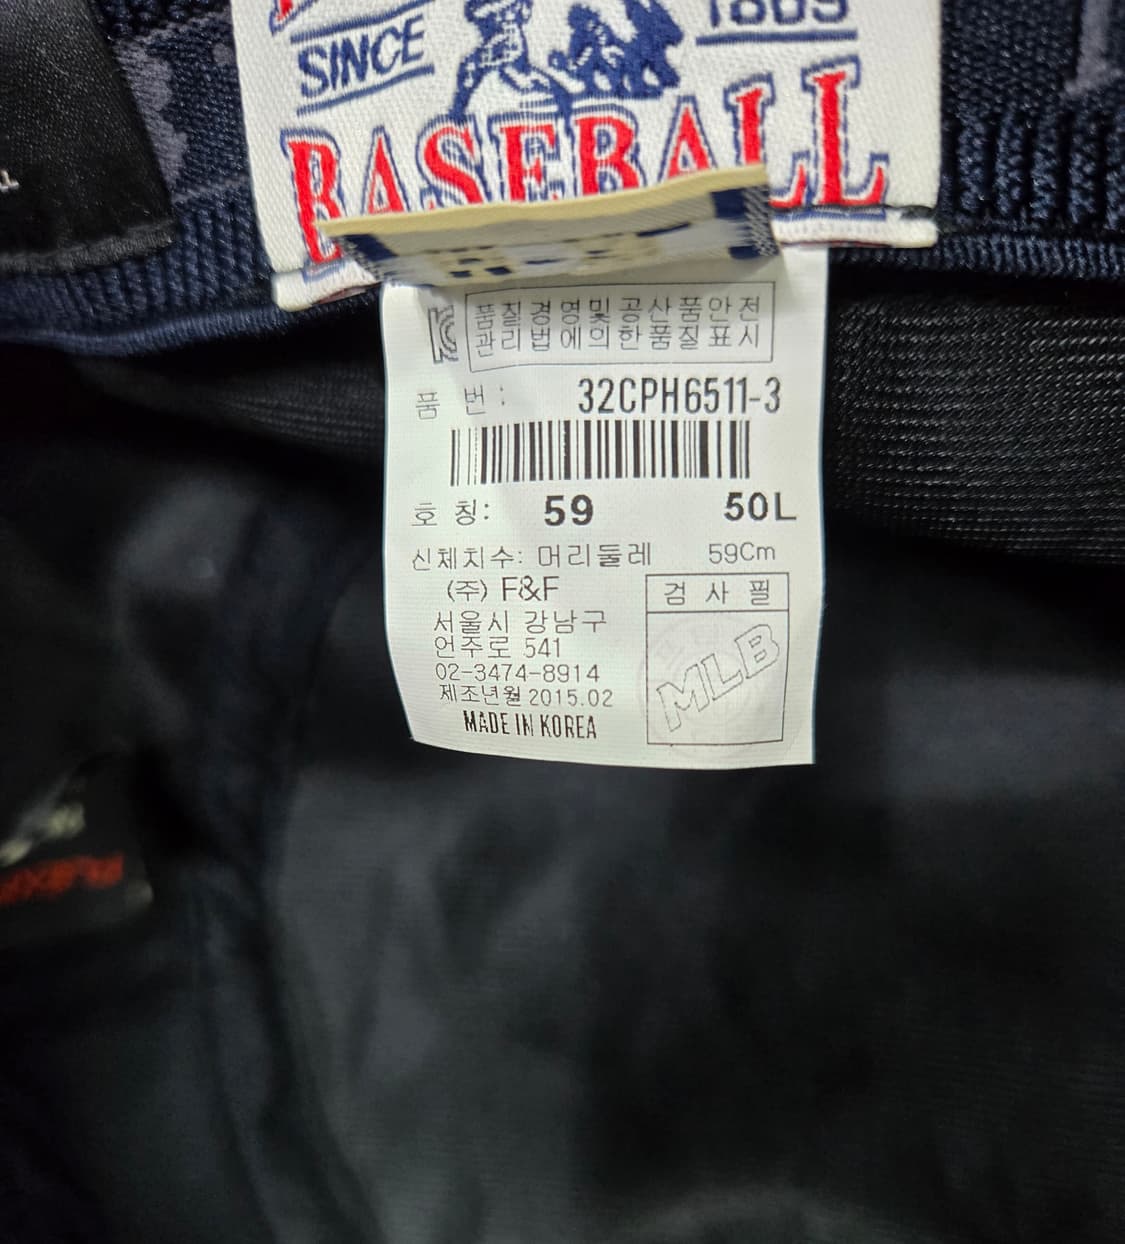 SINCE
1869
BASEBALL
품질경영및공산품안전
관리법에의한품질표시
품 번 : 32CPH6511-3
호 칭: 59 50L
신체치수: 머리둘레 59Cm
(주) F&F
서울시 강남구
언주로 541
02-3474-8914
제조년월 2015.02
MADE IN KOREA
검 사 필
MLB